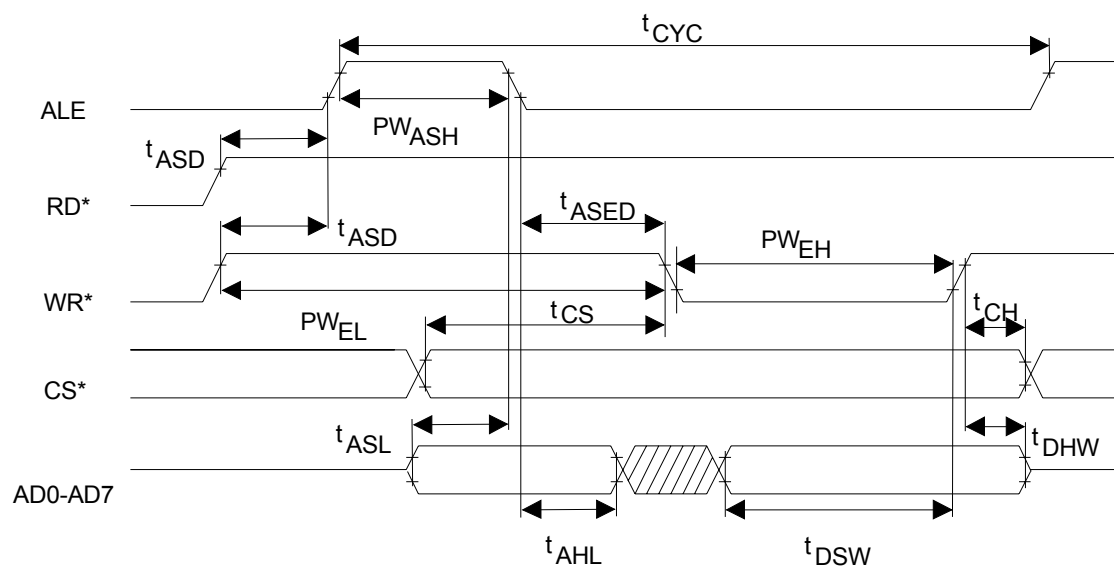 tCYC
ALE
PWASH
tASD
RD*
tASED
tASD
PWEH
WR*
tCS
tCH
PWEL
CS*
tASL
tDHW
AD0-AD7
tAHL
tDSW